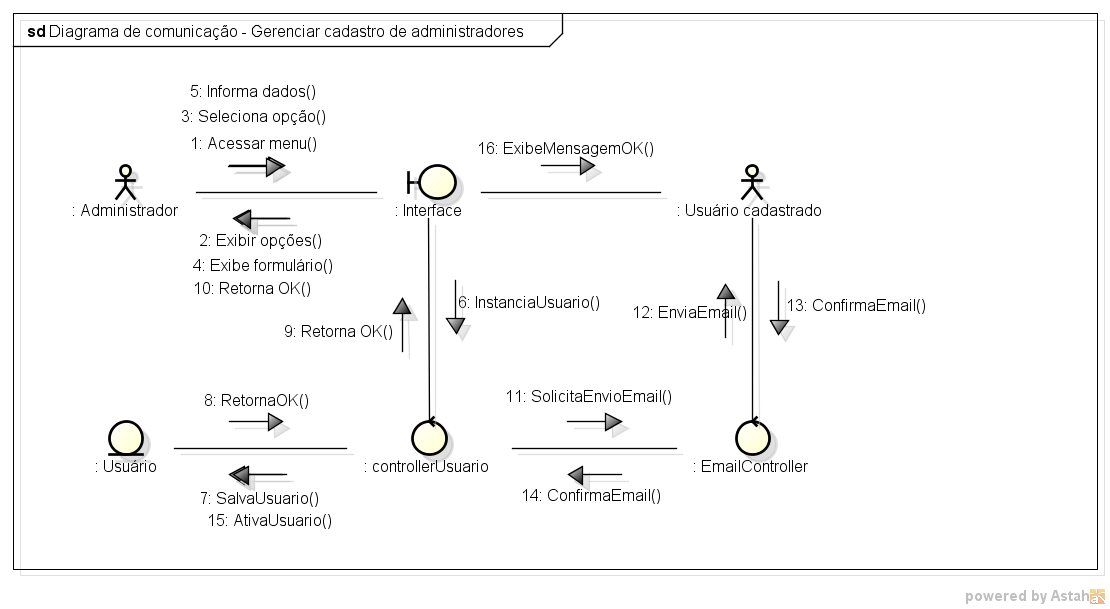 sd Diagrama de comunicação - Gerenciar cadastro de administradores
5: Informa dados()
3: Seleciona opção()
1: Acessar menu()
16: ExibeMensagemOK()
: Administrador
: Interface
: Usuário cadastrado
2: Exibir opções()
4: Exibe formulário()
10: Retorna OK()
6: InstanciaUsuario()
12: EnviaEmail()
13: ConfirmaEmail()
9: Retorna OK()
8: RetornaOK()
11: SolicitaEnvioEmail()
: Usuário
: controllerUsuario
: EmailController
7: SalvaUsuario()
14: ConfirmaEmail()
15: AtivaUsuario()
powered by Astah